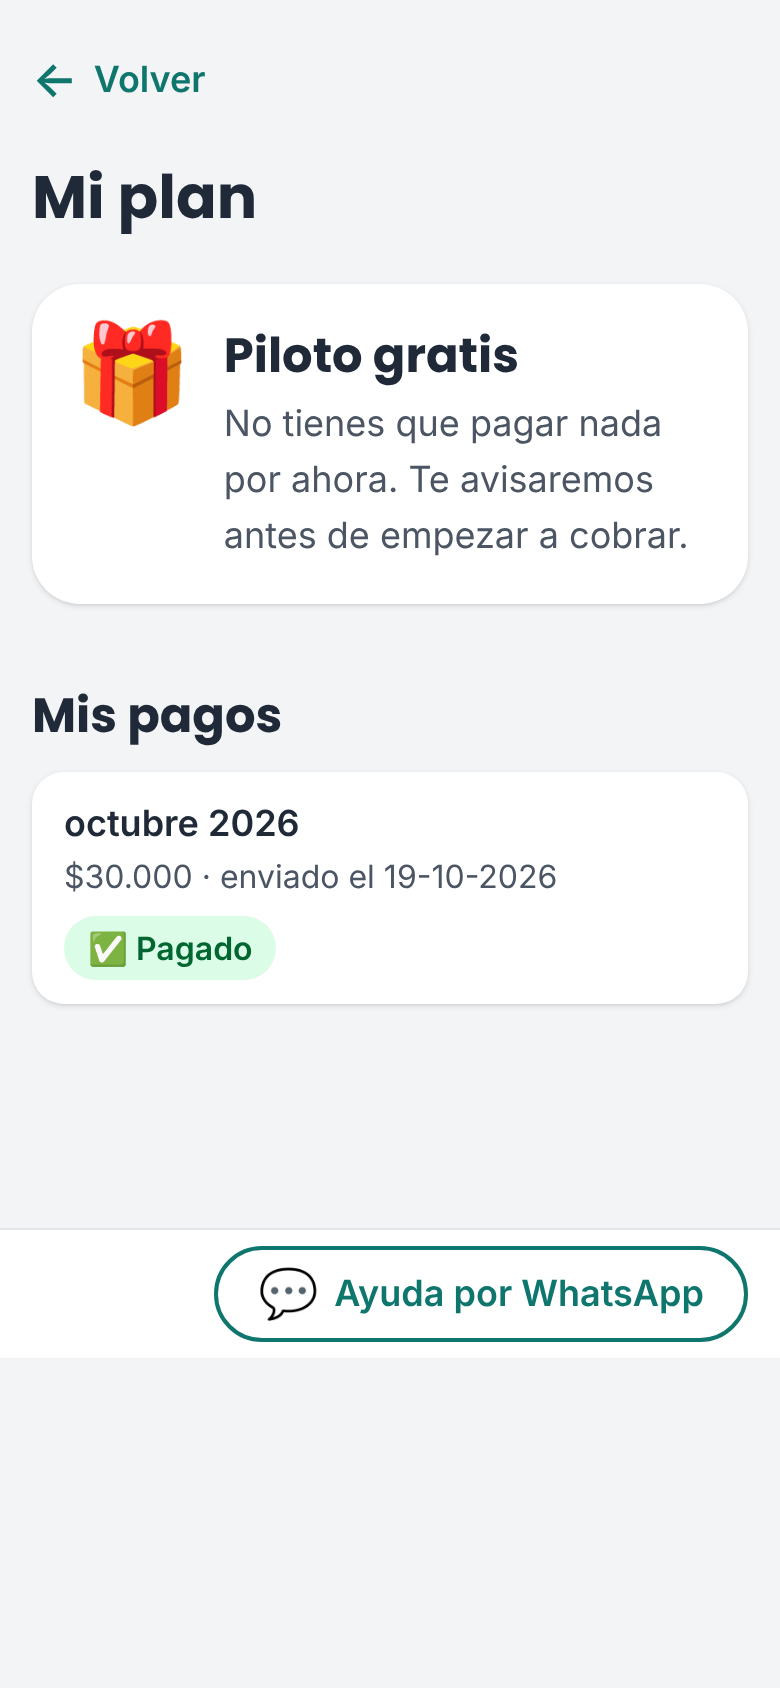 ← Volver
Mi plan
Piloto gratis
No tienes que pagar nada
por ahora. Te avisaremos
antes de empezar a cobrar.
Mis pagos
octubre 2026
$30.000 · enviado el 19-10-2026
✅ Pagado
💬 Ayuda por WhatsApp